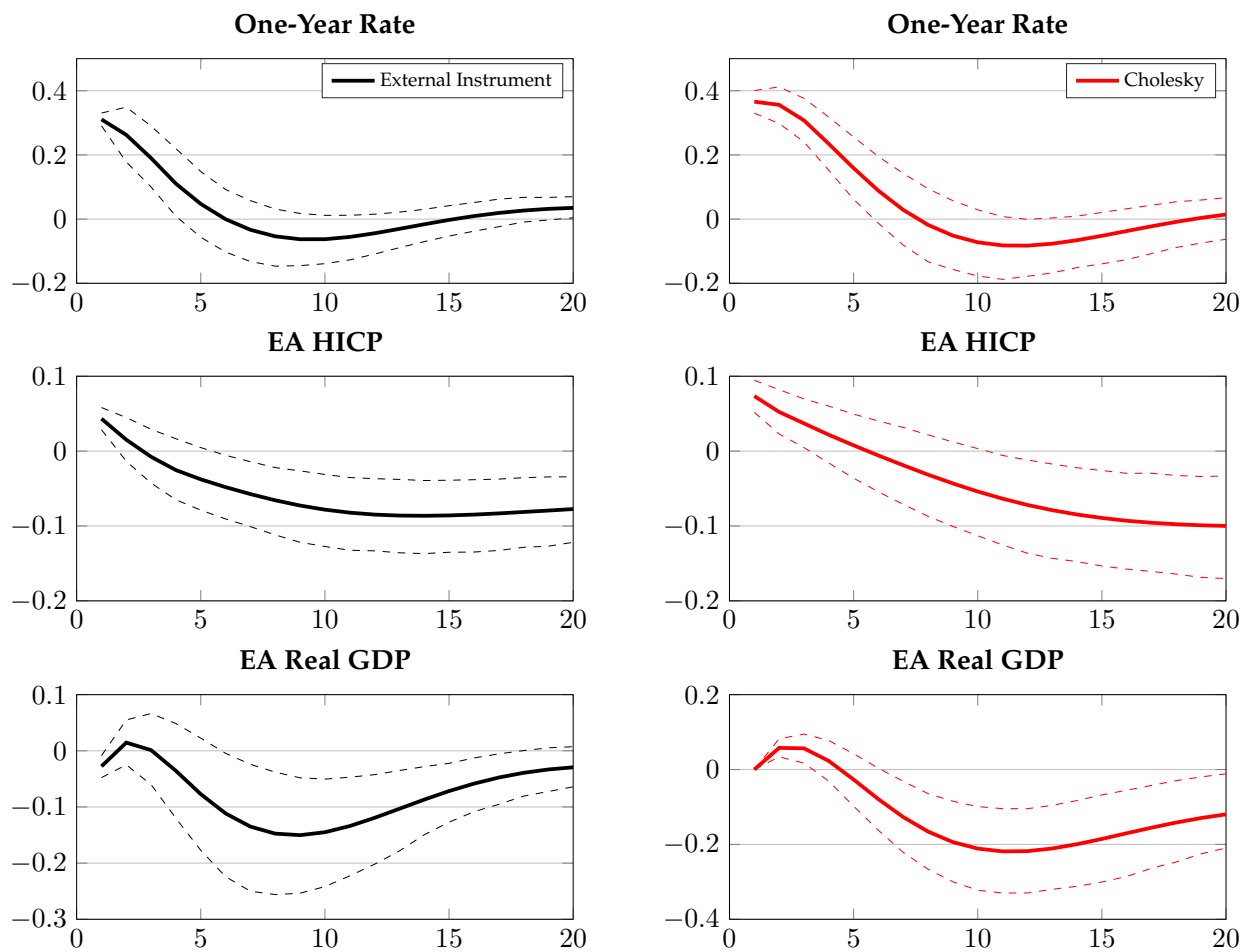 One-Year Rate
External Instrument
0.4
0.2
0
−0.2
0 5 10 15 20
One-Year Rate
Cholesky
0.4
0.2
0
−0.2
0 5 10 15 20
EA HICP
0.1
0
−0.1
−0.2
0 5 10 15 20
EA HICP
0.1
0
−0.1
−0.2
0 5 10 15 20
EA Real GDP
0.1
0
−0.1
−0.2
−0.3
0 5 10 15 20
EA Real GDP
0.2
0
−0.2
−0.4
0 5 10 15 20